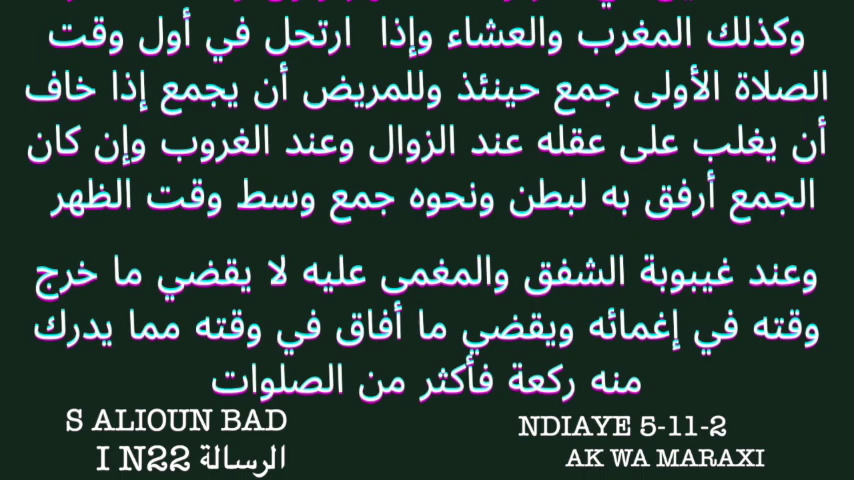 وكذلك المغرب والعشاء وإذا ارتحل في أول وقت
الصلاة الأولى جمع حينئذ وللمريض أن يجمع إذا خاف
أن يغلب على عقله عند الزوال وعند الغروب وإن كان
الجمع أرفق به لبطن ونحوه جمع وسط وقت الظهر
وعند غيبوبة الشفق والمغمى عليه لا يقضي ما خرج
وقته في إغمائه ويقضي ما أفاق في وقته مما يدرك
منه ركعة فأكثر من الصلوات
S ALIOUN BAD
I N22 الرسالة
NDIAYE 5-11-2
AK WA MARAXI